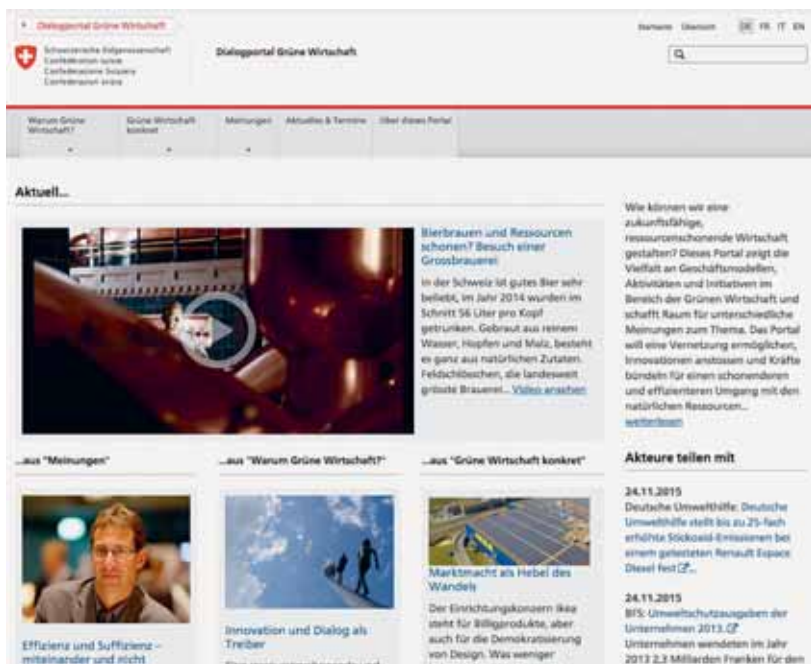 Dialogportal Grüne Wirtschaft
Startseite Übersicht DE FR IT EN
Schweizerische Eidgenossenschaft
Confédération suisse
Confederazione Svizzera
Confederaziun svizra
Dialogportal Grüne Wirtschaft
Warum Grüne
Wirtschaft?
Grüne Wirtschaft
konkret
Meinungen
Aktuelles & Termine
Über dieses Portal
Aktuell...
Bierbrauen und Ressourcen
schonen? Besuch einer
Grossbrauerei
In der Schweiz ist gutes Bier sehr
beliebt, im Jahr 2014 wurden im
Schnitt 56 Liter pro Kopf
getrunken. Gebraut aus reinem
Wasser, Hopfen und Malz, besteht
es ganz aus natürlichen Zutaten.
Feldschlösschen, die landesweit
grösste Brauerei... Video ansehen
Wie können wir eine
zukunftsfähige,
ressourcenschonende Wirtschaft
gestalten? Dieses Portal zeigt die
Vielfalt an Geschäftsmodellen,
Aktivitäten und Initiativen im
Bereich der Grünen Wirtschaft und
schafft Raum für unterschiedliche
Meinungen zum Thema. Das Portal
will eine Vernetzung ermöglichen,
Innovationen anstossen und Kräfte
bündeln für einen schonenderen
und effizienteren Umgang mit den
natürlichen Ressourcen...
weiterlesen
...aus "Meinungen"
Effizienz und Suffizienz –
miteinander und nicht
...aus "Warum Grüne Wirtschaft?"
Innovation und Dialog als
Treiber
...aus "Grüne Wirtschaft konkret"
Marktmacht als Hebel des
Wandels
Der Einrichtungskonzern Ikea
steht für Billigprodukte, aber
auch für die Demokratisierung
von Design. Was weniger
Akteure teilen mit
24.11.2015
Deutsche Umwelthilfe: Deutsche
Umwelthilfe stellt bis zu 25-fach
erhöhte Stickoxid-Emissionen bei
einem getesteten Renault Espace
Diesel fest...
24.11.2015
BFS: Umweltschutzausgaben der
Unternehmen 2013.
Unternehmen wendeten im Jahr
2013 2,3 Milliarden Franken für den